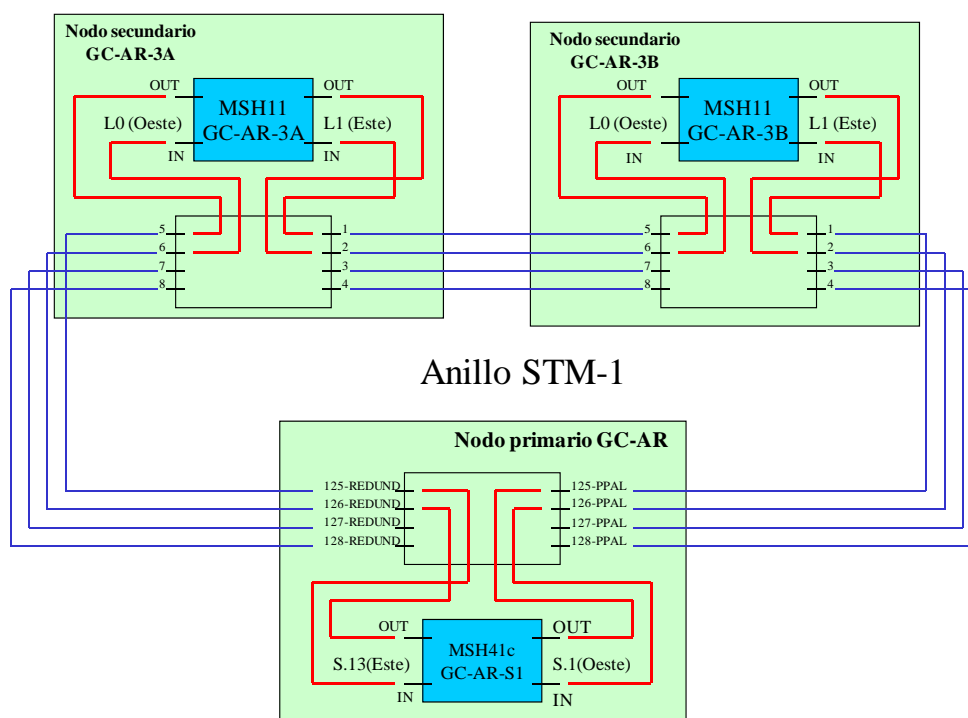 Nodo secundario
GC-AR-3A
OUT
OUT
MSH11
GC-AR-3A
L0 (Oeste)
L1 (Este)
IN
IN
5
6
7
8
1
2
3
4
Nodo secundario
GC-AR-3B
OUT
OUT
MSH11
GC-AR-3B
L0 (Oeste)
L1 (Este)
IN
IN
5
6
7
8
1
2
3
4
Anillo STM-1
Nodo primario GC-AR
125-REDUND
126-REDUND
127-REDUND
128-REDUND
125-PPAL
126-PPAL
127-PPAL
128-PPAL
OUT
OUT
MSH41c
GC-AR-S1
S.13(Este)
S.1(Oeste)
IN
IN